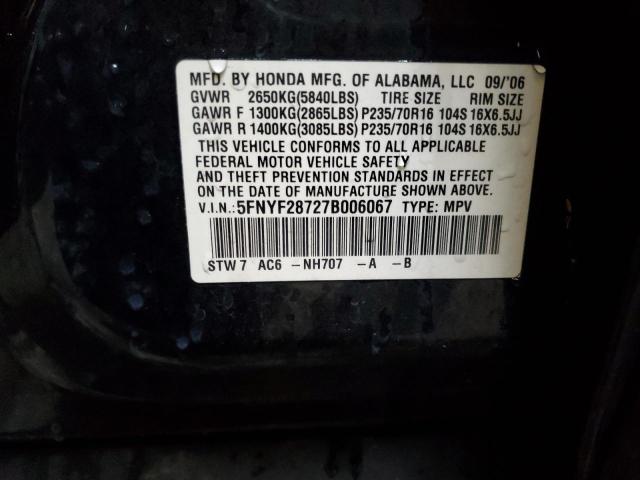 MFD. BY HONDA MFG. OF ALABAMA, LLC 09/'06
GVWR 2650KG(5840LBS) TIRE SIZE RIM SIZE
GAWR F 1300KG(2865LBS) P235/70R16 104S 16X6.5JJ
GAWR R 1400KG(3085LBS) P235/70R16 104S 16X6.5JJ
THIS VEHICLE CONFORMS TO ALL APPLICABLE
FEDERAL MOTOR VEHICLE SAFETY
AND THEFT PREVENTION STANDARDS IN EFFECT
ON THE DATE OF MANUFACTURE SHOWN ABOVE.
V.I.N.: 5FNYF28727B006067 TYPE: MPV
STW7 AC6 -NH707 -A -B